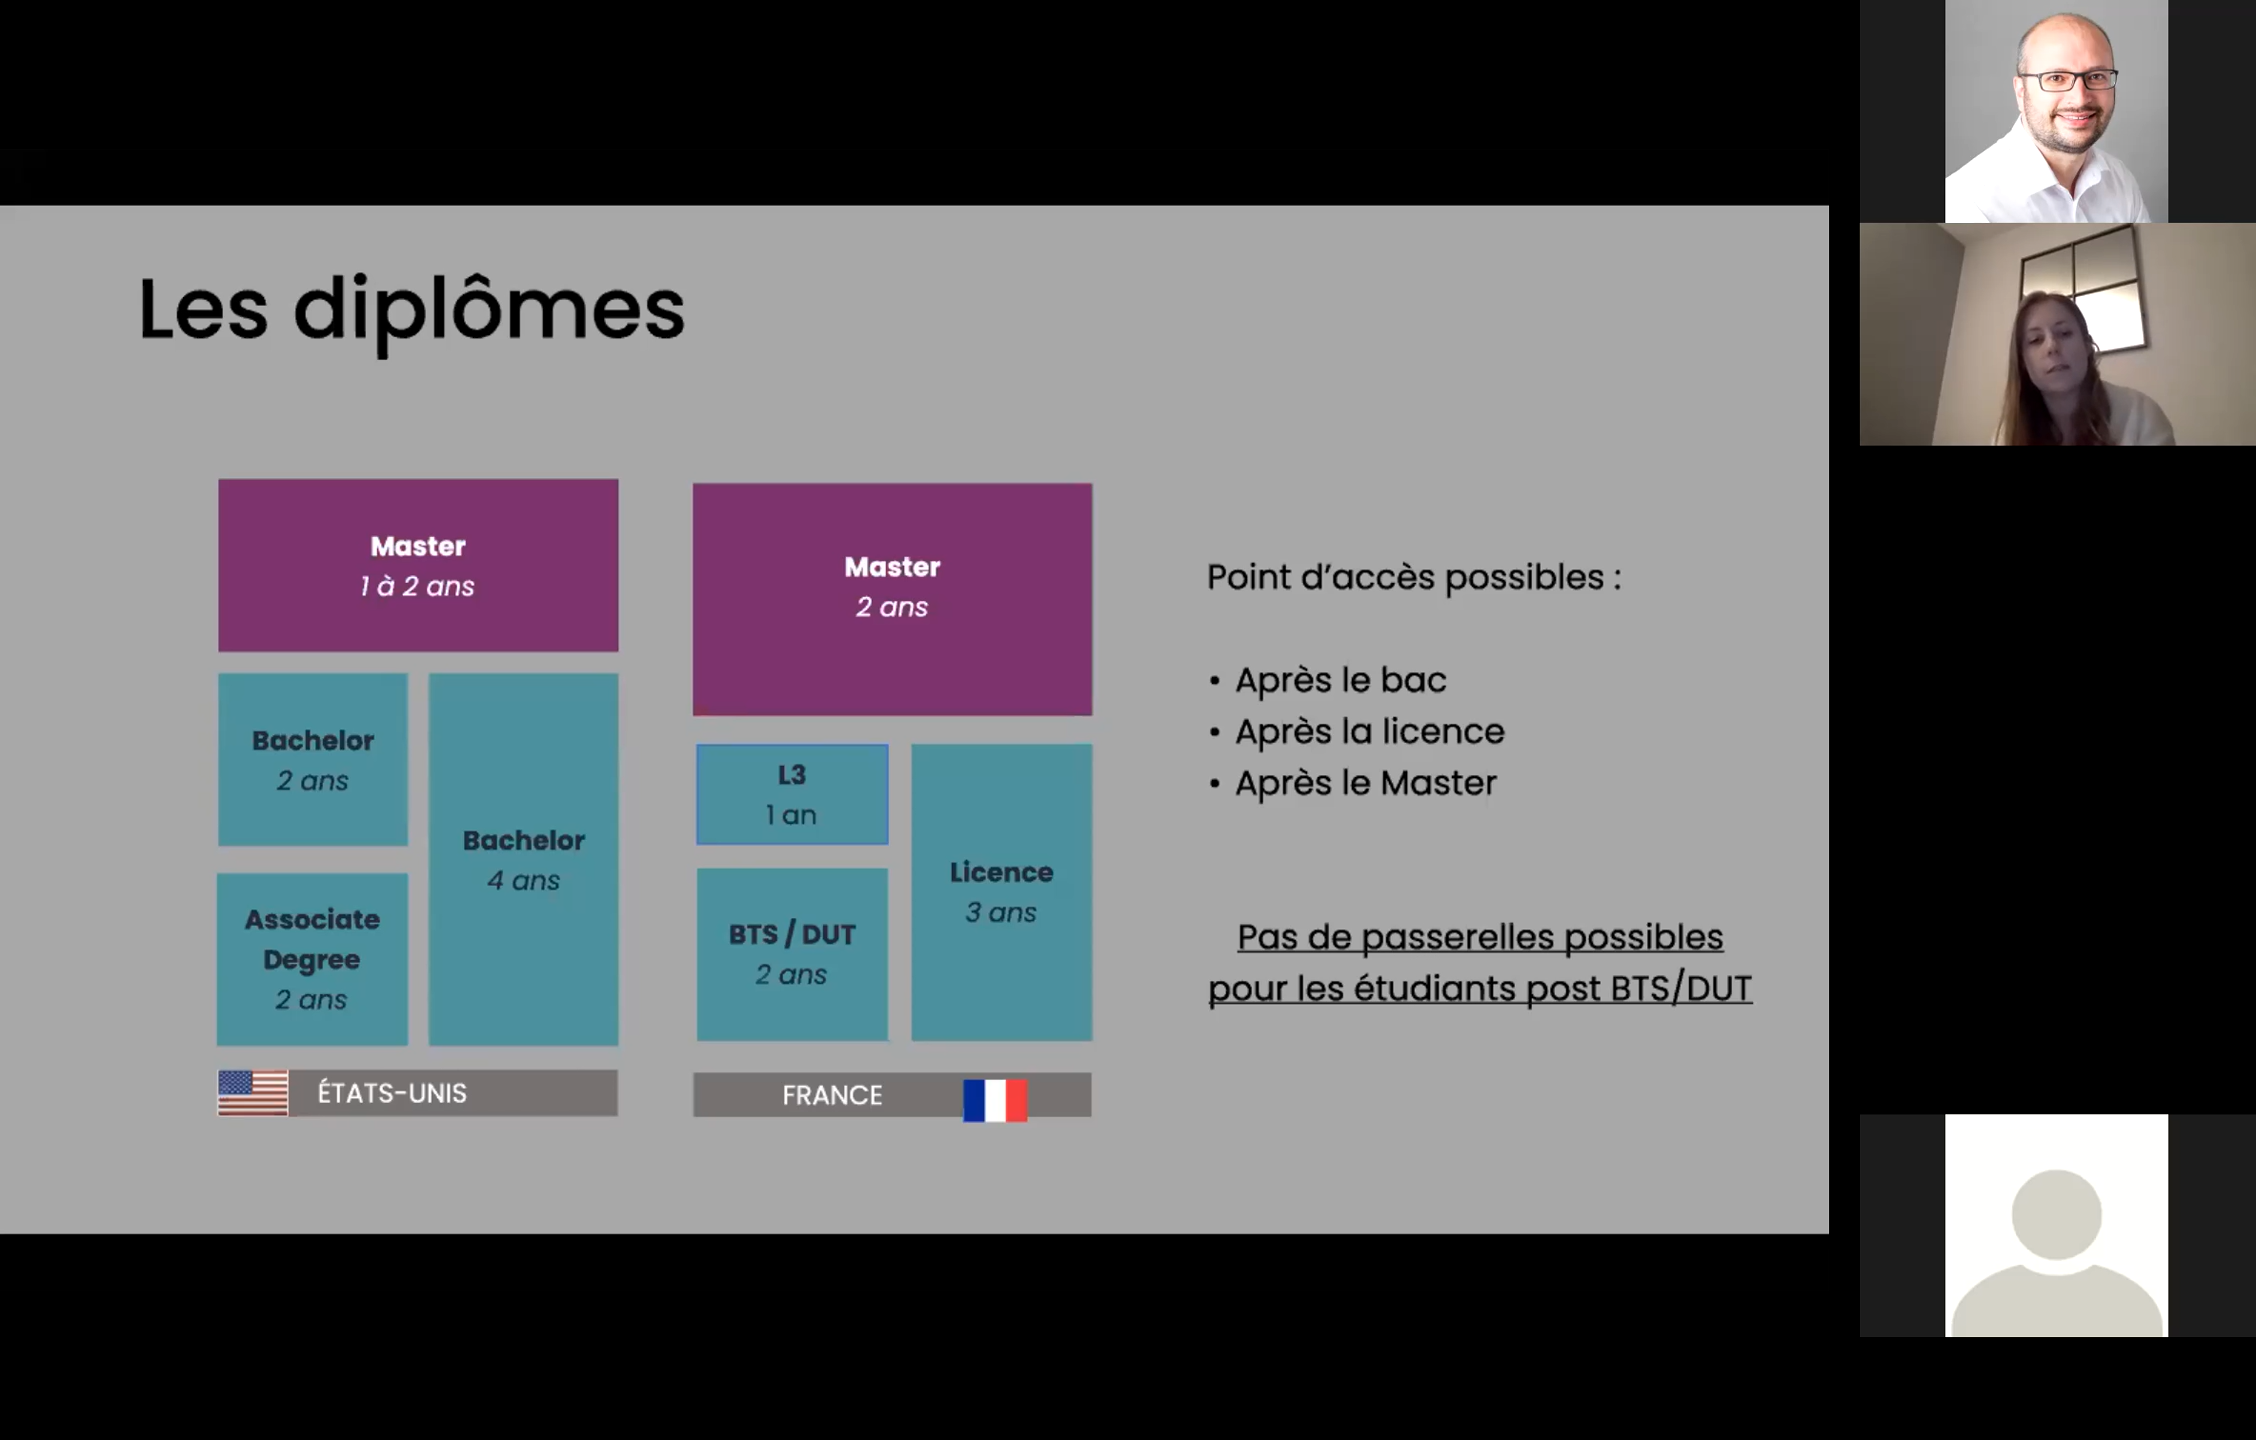 Les diplômes
Master
1 à 2 ans
Bachelor
2 ans
Bachelor
4 ans
Associate
Degree
2 ans
ÉTATS-UNIS
Master
2 ans
L3
1 an
Licence
3 ans
BTS / DUT
2 ans
FRANCE
Point d'accès possibles :
• Après le bac
• Après la licence
• Après le Master
Pas de passerelles possibles
pour les étudiants post BTS/DUT